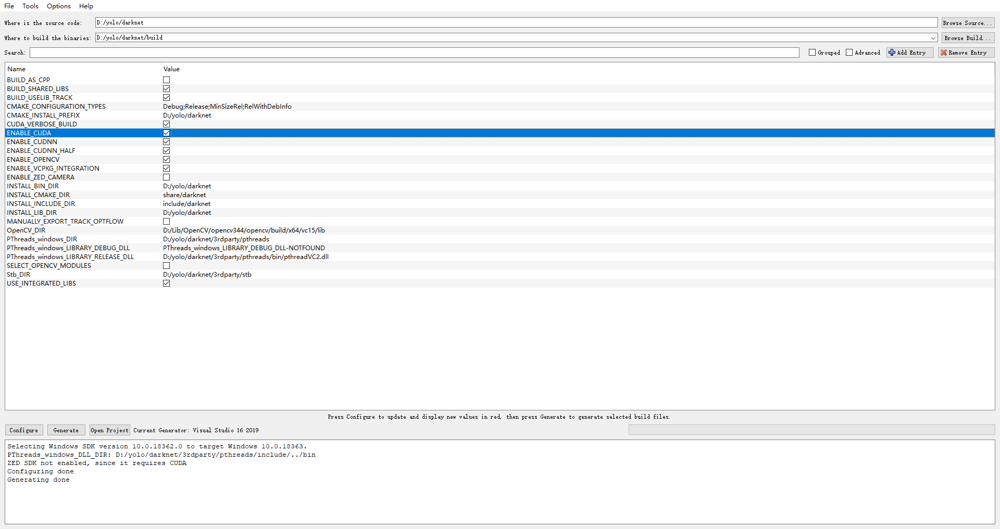 File Tools Options Help
Where is the source code: D:/yolo/darknet Browse Source...
Where to build the binaries: D:/yolo/darknet/build Browse Build...
Search: Grouped Advanced Add Entry Remove Entry
Name Value
BUILD_AS_CPP
BUILD_SHARED_LIBS
BUILD_USELIB_TRACK
CMAKE_CONFIGURATION_TYPES Debug;Release;MinSizeRel;RelWithDebInfo
CMAKE_INSTALL_PREFIX D:/yolo/darknet
CUDA_VERBOSE_BUILD
ENABLE_CUDA
ENABLE_CUDNN
ENABLE_CUDNN_HALF
ENABLE_OPENCV
ENABLE_VCPKG_INTEGRATION
ENABLE_ZED_CAMERA
INSTALL_BIN_DIR D:/yolo/darknet
INSTALL_CMAKE_DIR share/darknet
INSTALL_INCLUDE_DIR include/darknet
INSTALL_LIB_DIR D:/yolo/darknet
MANUALLY_EXPORT_TRACK_OPTFLOW
OpenCV_DIR D:/Lib/OpenCV/opencv344/opencv/build/x64/vc15/lib
PThreads_windows_DIR D:/yolo/darknet/3rdparty/pthreads
PThreads_windows_LIBRARY_DEBUG_DLL PThreads_windows_LIBRARY_DEBUG_DLL-NOTFOUND
PThreads_windows_LIBRARY_RELEASE_DLL D:/yolo/darknet/3rdparty/pthreads/bin/pthreadVC2.dll
SELECT_OPENCV_MODULES
Stb_DIR D:/yolo/darknet/3rdparty/stb
USE_INTEGRATED_LIBS
Press Configure to update and display new values in red, then press Generate to generate selected build files.
Configure Generate Open Project Current Generator: Visual Studio 16 2019
Selecting Windows SDK version 10.0.18362.0 to target Windows 10.0.18363.
PThreads_windows_DLL_DIR: D:/yolo/darknet/3rdparty/pthreads/include/../bin
ZED SDK not enabled, since it requires CUDA
Configuring done
Generating done